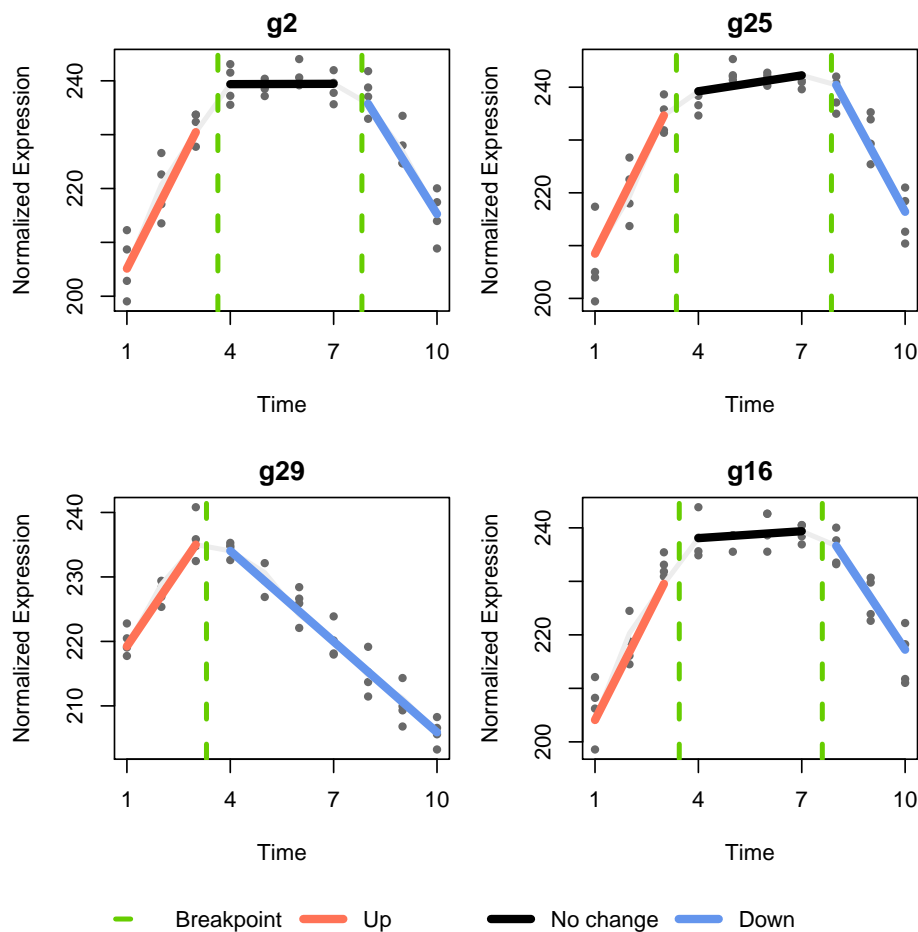 g2
Normalized Expression
200
220
240
1 4 7 10
Time
g25
Normalized Expression
200
220
240
1 4 7 10
Time
g29
Normalized Expression
210
220
230
240
1 4 7 10
Time
g16
Normalized Expression
200
220
240
1 4 7 10
Time
Breakpoint Up No change Down